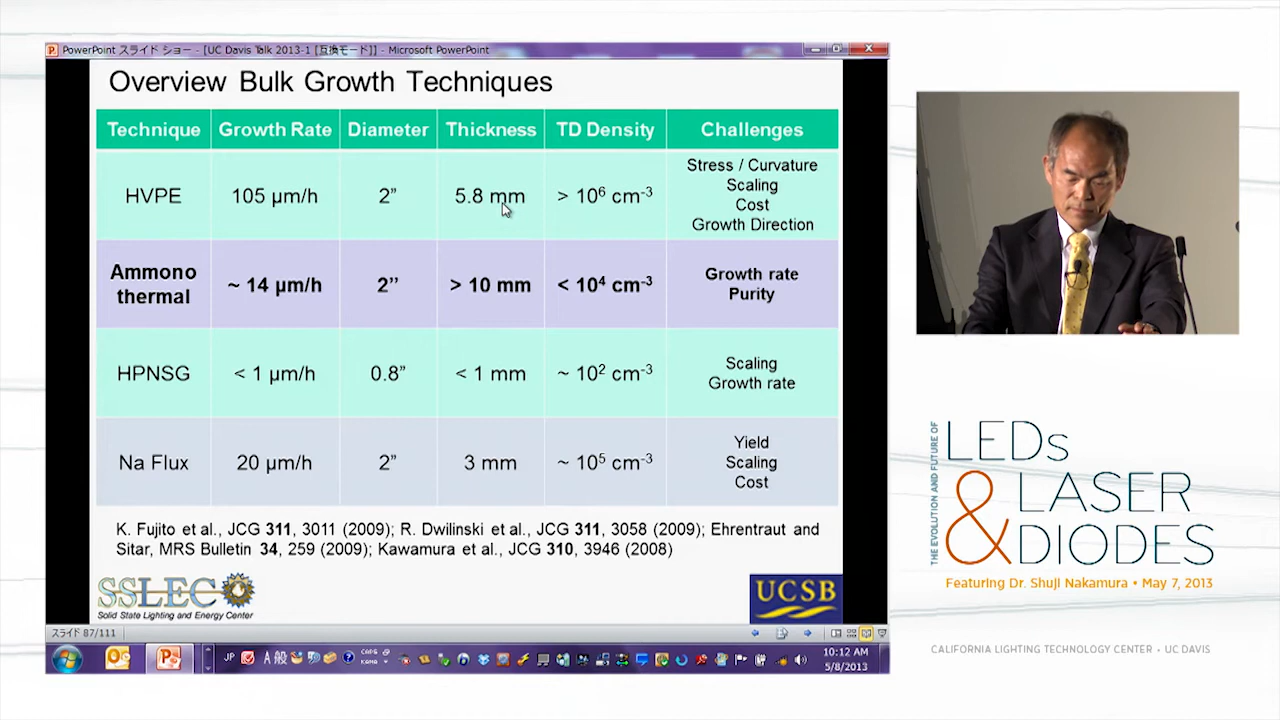 PowerPoint スライド ショー - [UC Davis Talk 2013-1 [互換モード]] - Microsoft PowerPoint
Overview Bulk Growth Techniques
Technique Growth Rate Diameter Thickness TD Density Challenges
HVPE 105 µm/h 2” 5.8 mm > 10⁶ cm⁻³ Stress / Curvature
Scaling
Cost
Growth Direction
Ammono
thermal ~ 14 µm/h 2’’ > 10 mm < 10⁴ cm⁻³ Growth rate
Purity
HPNSG < 1 µm/h 0.8” < 1 mm ~ 10² cm⁻³ Scaling
Growth rate
Na Flux 20 µm/h 2” 3 mm ~ 10⁵ cm⁻³ Yield
Scaling
Cost
K. Fujito et al., JCG 311, 3011 (2009); R. Dwilinski et al., JCG 311, 3058 (2009); Ehrentraut and
Sitar, MRS Bulletin 34, 259 (2009); Kawamura et al., JCG 310, 3946 (2008)
SSLEC
Solid State Lighting and Energy Center
UCSB
スライド 87/111
JP A 般 CAPS
KANA
10:12 AM
5/8/2013
THE EVOLUTION AND FUTURE OF
LEDs
& LASER
DIODES
Featuring Dr. Shuji Nakamura • May 7, 2013
CALIFORNIA LIGHTING TECHNOLOGY CENTER • UC DAVIS